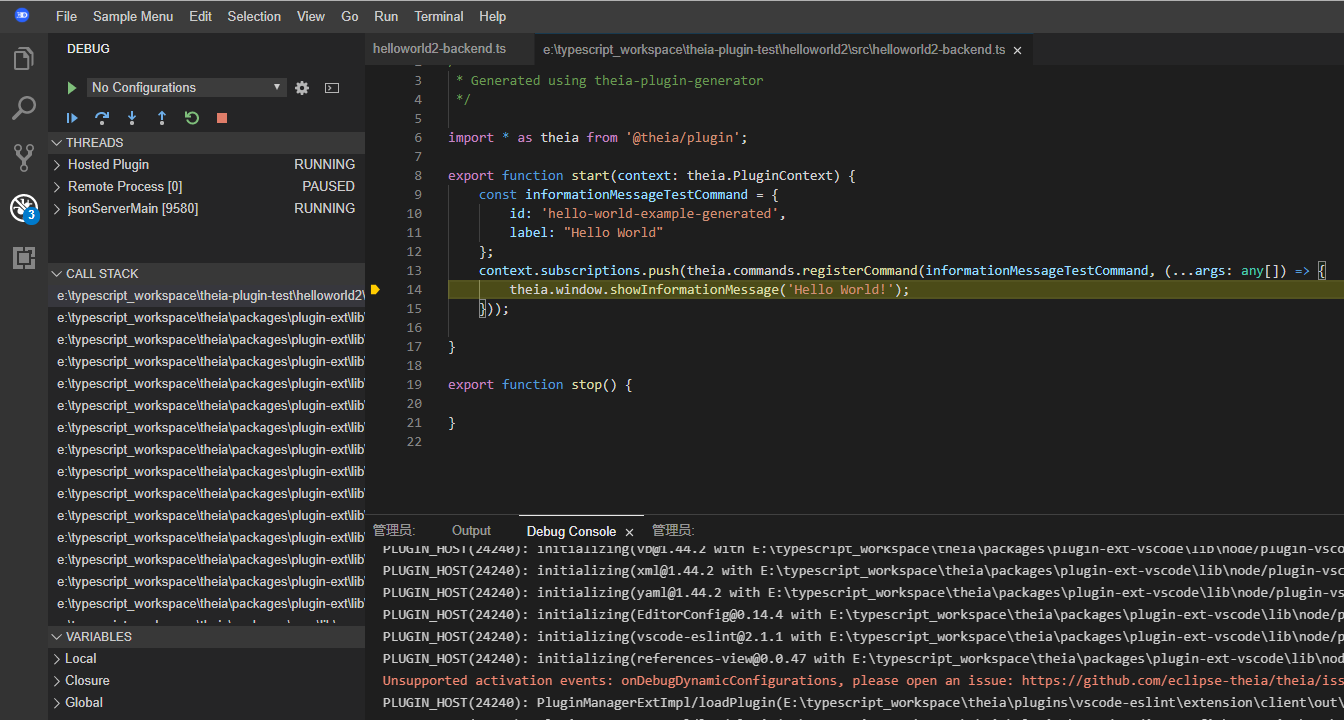 File Sample Menu Edit Selection View Go Run Terminal Help
DEBUG
No Configurations
THREADS
Hosted Plugin RUNNING
Remote Process [0] PAUSED
jsonServerMain [9580] RUNNING
3
CALL STACK
e:\typescript_workspace\theia-plugin-test\helloworld2\
e:\typescript_workspace\theia\packages\plugin-ext\lib\
e:\typescript_workspace\theia\packages\plugin-ext\lib\
e:\typescript_workspace\theia\packages\plugin-ext\lib\
e:\typescript_workspace\theia\packages\plugin-ext\lib\
e:\typescript_workspace\theia\packages\plugin-ext\lib\
e:\typescript_workspace\theia\packages\plugin-ext\lib\
e:\typescript_workspace\theia\packages\plugin-ext\lib\
e:\typescript_workspace\theia\packages\plugin-ext\lib\
e:\typescript_workspace\theia\packages\plugin-ext\lib\
e:\typescript_workspace\theia\packages\plugin-ext\lib\
e:\typescript_workspace\theia\packages\plugin-ext\lib\
e:\typescript_workspace\theia\packages\plugin-ext\lib\
e:\typescript_workspace\theia\packages\plugin-ext\lib\
e:\typescript_workspace\theia\packages\plugin-ext\lib\
VARIABLES
Local
Closure
Global
helloworld2-backend.ts e:\typescript_workspace\theia-plugin-test\helloworld2\src\helloworld2-backend.ts
3 * Generated using theia-plugin-generator
4 */
5
6 import * as theia from '@theia/plugin';
7
8 export function start(context: theia.PluginContext) {
9 const informationMessageTestCommand = {
10 id: 'hello-world-example-generated',
11 label: "Hello World"
12 };
13 context.subscriptions.push(theia.commands.registerCommand(informationMessageTestCommand, (...args: any[]) => {
14 theia.window.showInformationMessage('Hello World!');
15 }));
16
17 }
18
19 export function stop() {
20
21 }
22
管理员: Output Debug Console 管理员:
PLUGIN_HOST(24240): initializing(vb@1.44.2 with E:\typescript_workspace\theia\packages\plugin-ext-vscode\lib\node/plugin-vsco
PLUGIN_HOST(24240): initializing(xml@1.44.2 with E:\typescript_workspace\theia\packages\plugin-ext-vscode\lib\node/plugin-vsc
PLUGIN_HOST(24240): initializing(yaml@1.44.2 with E:\typescript_workspace\theia\packages\plugin-ext-vscode\lib\node/plugin-vs
PLUGIN_HOST(24240): initializing(EditorConfig@0.14.4 with E:\typescript_workspace\theia\packages\plugin-ext-vscode\lib\node/p
PLUGIN_HOST(24240): initializing(vscode-eslint@2.1.1 with E:\typescript_workspace\theia\packages\plugin-ext-vscode\lib\node/p
PLUGIN_HOST(24240): initializing(references-view@0.0.47 with E:\typescript_workspace\theia\packages\plugin-ext-vscode\lib\nod
Unsupported activation events: onDebugDynamicConfigurations, please open an issue: https://github.com/eclipse-theia/theia/iss
PLUGIN_HOST(24240): PluginManagerExtImpl/loadPlugin(E:\typescript_workspace\theia\plugins\vscode-eslint\extension\client\out\